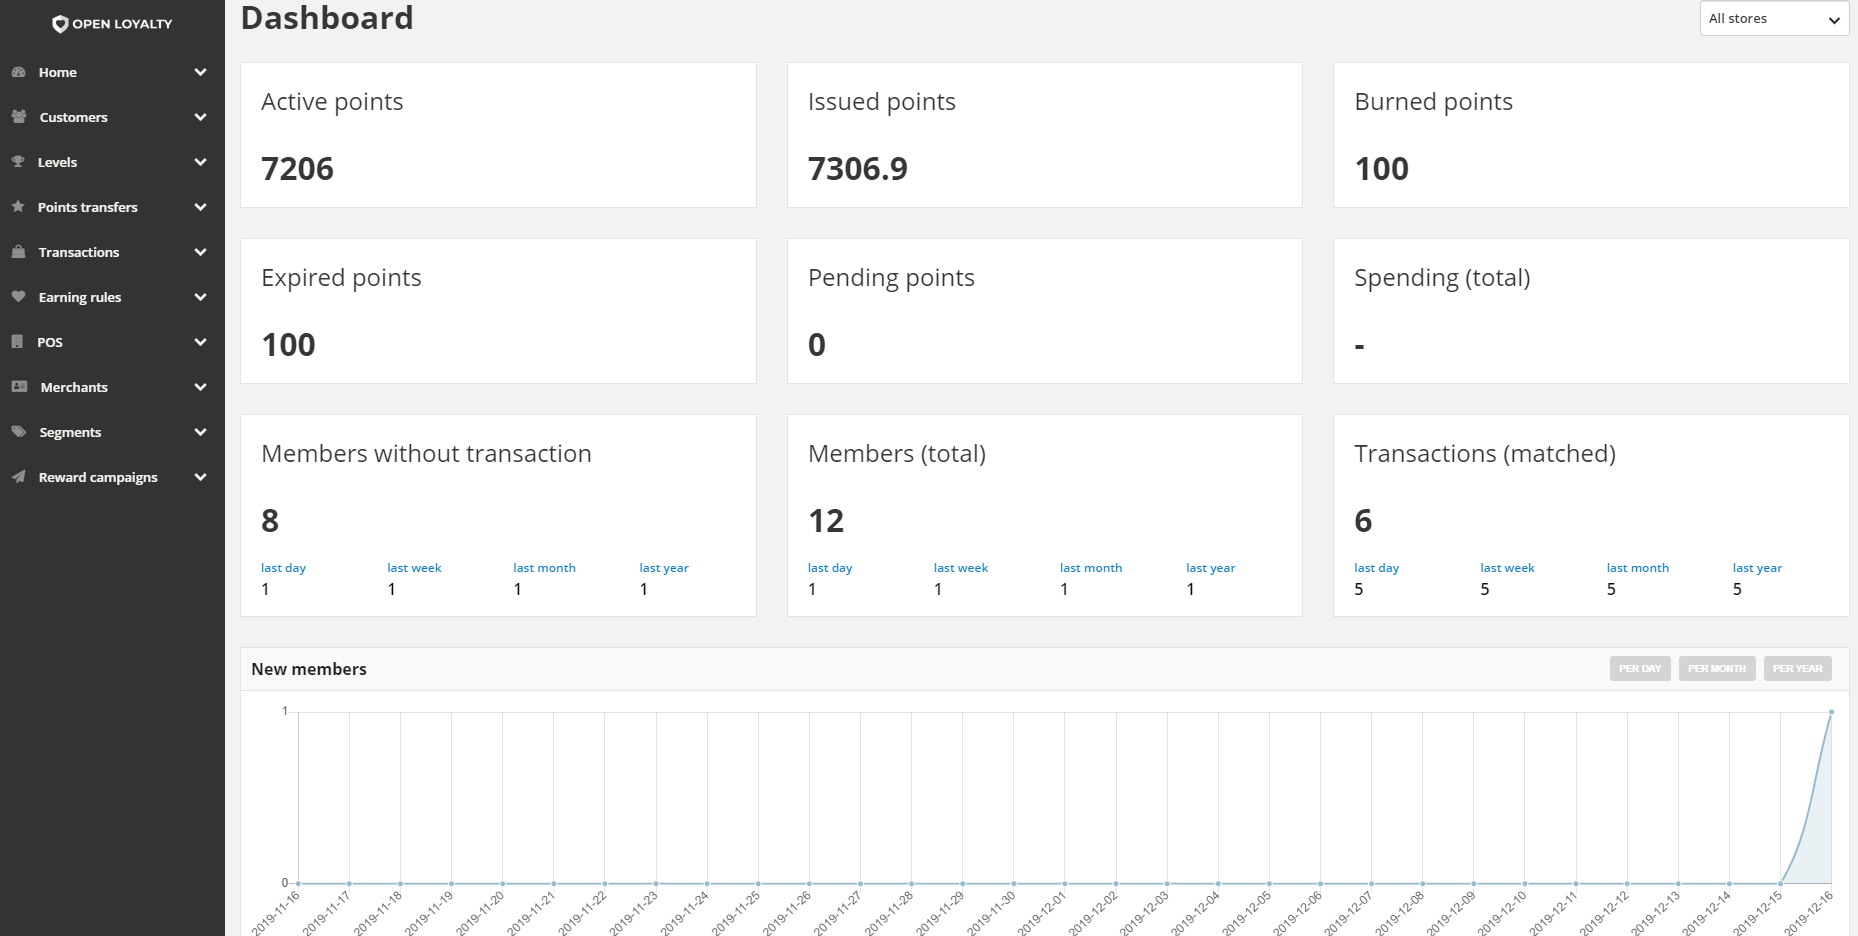 OPEN LOYALTY
Home
Customers
Levels
Points transfers
Transactions
Earning rules
POS
Merchants
Segments
Reward campaigns
Dashboard
All stores
Active points
7206
Issued points
7306.9
Burned points
100
Expired points
100
Pending points
0
Spending (total)
-
Members without transaction
8
last day last week last month last year
1 1 1 1
Members (total)
12
last day last week last month last year
1 1 1 1
Transactions (matched)
6
last day last week last month last year
5 5 5 5
New members
PER DAY PER MONTH PER YEAR
1
0
2019-11-16
2019-11-17
2019-11-18
2019-11-19
2019-11-20
2019-11-21
2019-11-22
2019-11-23
2019-11-24
2019-11-25
2019-11-26
2019-11-27
2019-11-28
2019-11-29
2019-11-30
2019-12-01
2019-12-02
2019-12-03
2019-12-04
2019-12-05
2019-12-06
2019-12-07
2019-12-08
2019-12-09
2019-12-10
2019-12-11
2019-12-12
2019-12-13
2019-12-14
2019-12-15
2019-12-16